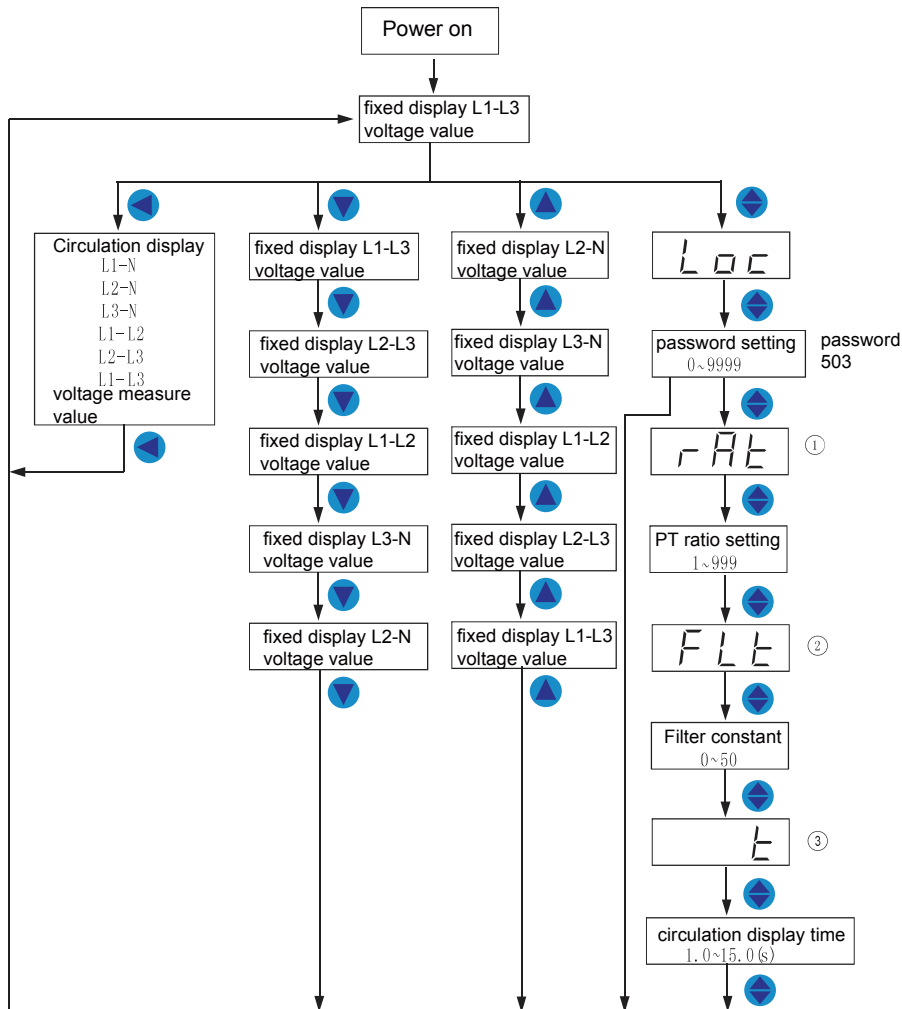 Power on
fixed display L1-L3
voltage value
Circulation display
L1-N
L2-N
L3-N
L1-L2
L2-L3
L1-L3
voltage measure
value
fixed display L1-L3
voltage value
fixed display L2-L3
voltage value
fixed display L1-L2
voltage value
fixed display L3-N
voltage value
fixed display L2-N
voltage value
fixed display L2-N
voltage value
fixed display L3-N
voltage value
fixed display L1-L2
voltage value
fixed display L2-L3
voltage value
fixed display L1-L3
voltage value
Loc
password setting
0~9999
password
503
rAt
①
PT ratio setting
1~999
FLt
②
Filter constant
0~50
t
③
circulation display time
1.0~15.0(s)